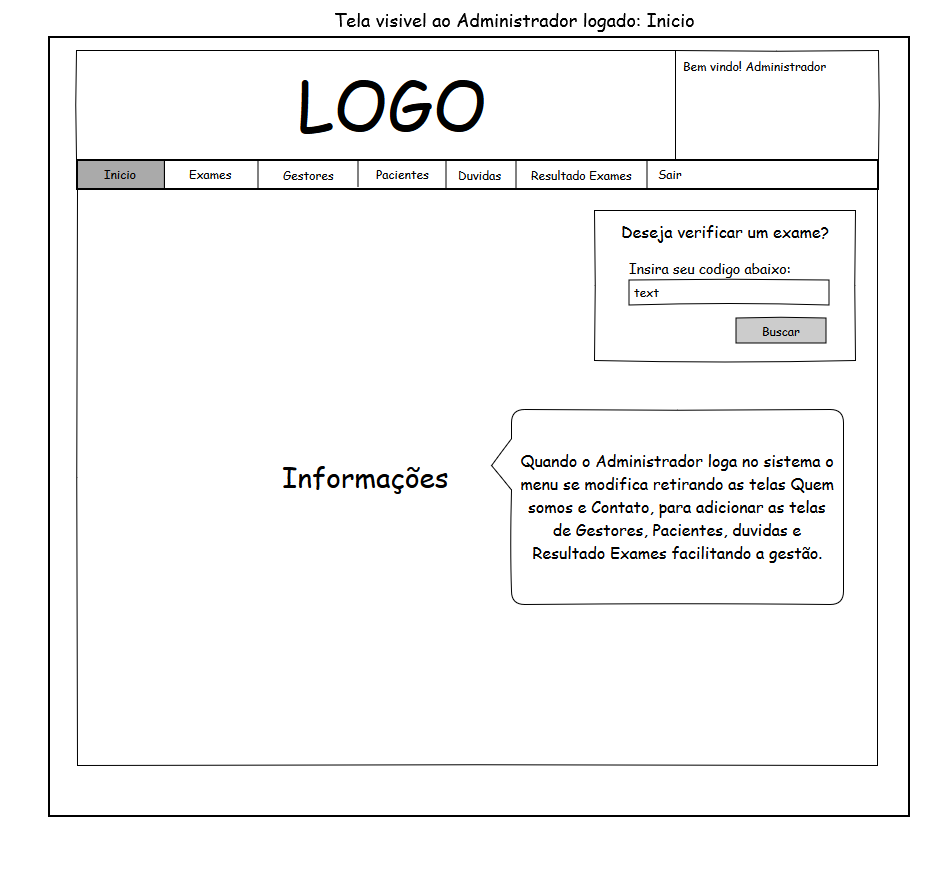 Tela visivel ao Administrador logado: Inicio
LOGO
Bem vindo! Administrador
Inicio
Exames
Gestores
Pacientes
Duvidas
Resultado Exames
Sair
Deseja verificar um exame?
Insira seu codigo abaixo:
text
Buscar
Informações
Quando o Administrador loga no sistema o
menu se modifica retirando as telas Quem
somos e Contato, para adicionar as telas
de Gestores, Pacientes, duvidas e
Resultado Exames facilitando a gestão.